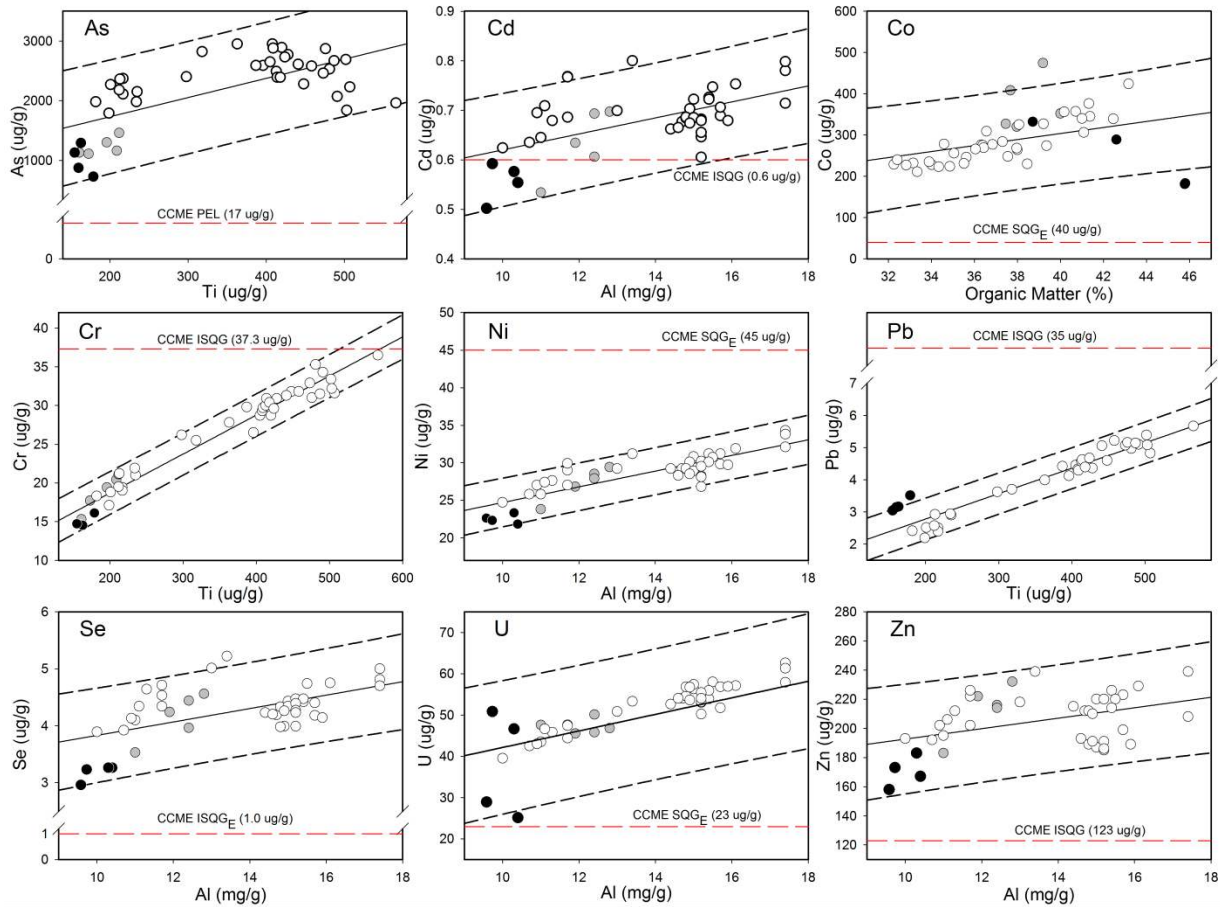 As
As (ug/g)
3000
2000
1000
0
CCME PEL (17 ug/g)
200 300 400 500
Ti (ug/g)
Cd
Cd (ug/g)
0.9
0.8
0.7
0.6
0.5
0.4
CCME ISQG (0.6 ug/g)
10 12 14 16 18
Al (mg/g)
Co
Co (ug/g)
600
500
400
300
200
100
0
CCME SQGE (40 ug/g)
32 34 36 38 40 42 44 46
Organic Matter (%)
Cr
Cr (ug/g)
45
40
35
30
25
20
15
10
CCME ISQG (37.3 ug/g)
100 200 300 400 500 600
Ti (ug/g)
Ni
Ni (ug/g)
50
45
40
35
30
25
20
CCME SQGE (45 ug/g)
10 12 14 16 18
Al (mg/g)
Pb
Pb (ug/g)
7
6
5
4
3
2
CCME ISQG (35 ug/g)
200 300 400 500
Ti (ug/g)
Se
Se (ug/g)
6
5
4
3
1
0
CCME ISQGE (1.0 ug/g)
10 12 14 16 18
Al (mg/g)
U
U (ug/g)
70
60
50
40
30
20
CCME SQGE (23 ug/g)
10 12 14 16 18
Al (mg/g)
Zn
Zn (ug/g)
280
260
240
220
200
180
160
140
120
CCME ISQG (123 ug/g)
10 12 14 16 18
Al (mg/g)